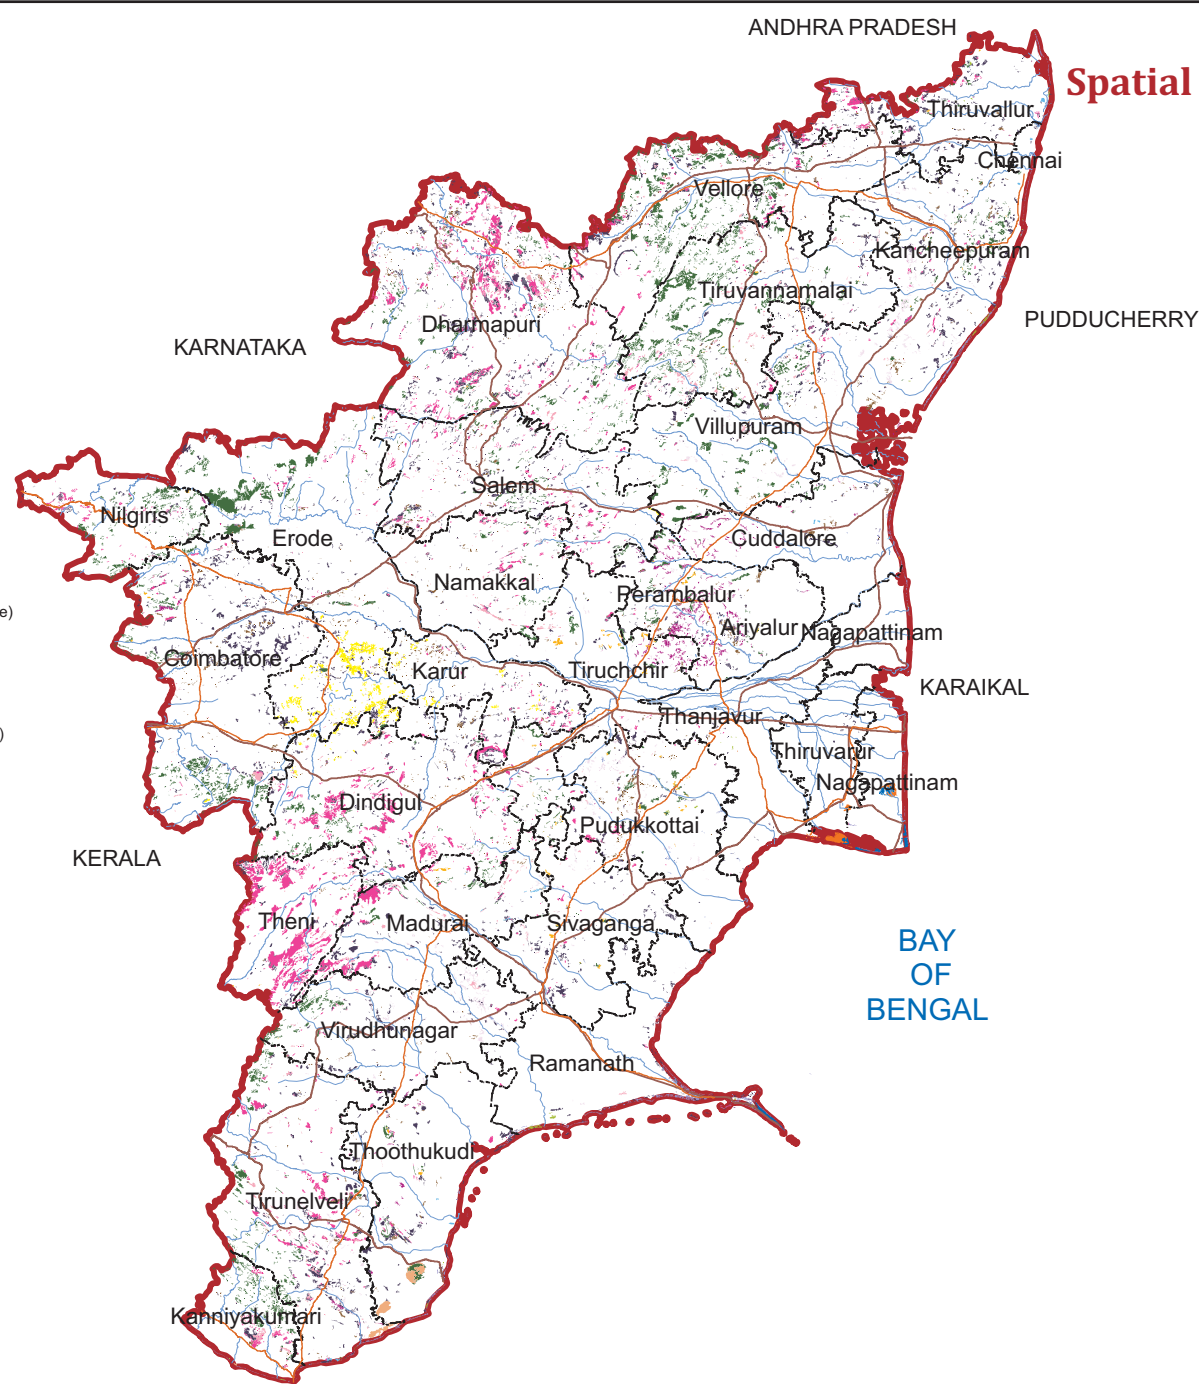 ANDHRA PRADESH
Spatial
Thiruvallur
Chennai
Vellore
Kancheepuram
Tiruvannamalai
PUDDUCHERRY
Dharmapuri
KARNATAKA
Villupuram
Salem
Nilgiris
Erode
Cuddalore
Namakkal
Perambalur
e)
Ariyalur
Nagapattinam
Coimbatore
Karur
Tiruchchir
KARAIKAL
Thanjavur
)
Thiruvarur
Nagapattinam
Dindigul
Pudukkottai
KERALA
Theni
Madurai
Sivaganga
BAY
OF
BENGAL
Virudhunagar
Ramanath
Thoothukudi
Tirunelveli
Kanniyakumari